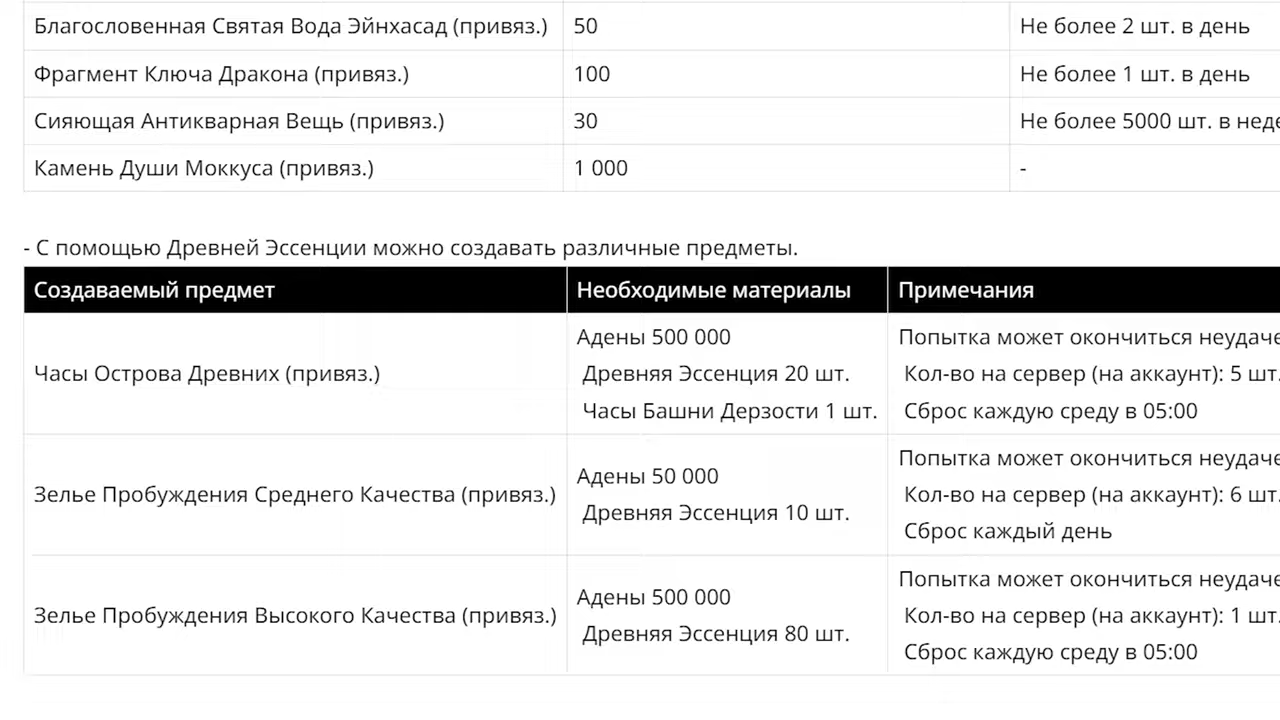 Благословенная Святая Вода Эйнхасад (привяз.) 50 Не более 2 шт. в день
Фрагмент Ключа Дракона (привяз.) 100 Не более 1 шт. в день
Сияющая Антикварная Вещь (привяз.) 30 Не более 5000 шт. в неде
Камень Души Моккуса (привяз.) 1 000 -
- С помощью Древней Эссенции можно создавать различные предметы.
Создаваемый предмет Необходимые материалы Примечания
Часы Острова Древних (привяз.)
Адены 500 000
Древняя Эссенция 20 шт.
Часы Башни Дерзости 1 шт.
Попытка может окончиться неудаче
Кол-во на сервер (на аккаунт): 5 шт.
Сброс каждую среду в 05:00
Зелье Пробуждения Среднего Качества (привяз.)
Адены 50 000
Древняя Эссенция 10 шт.
Попытка может окончиться неудаче
Кол-во на сервер (на аккаунт): 6 шт.
Сброс каждый день
Зелье Пробуждения Высокого Качества (привяз.)
Адены 500 000
Древняя Эссенция 80 шт.
Попытка может окончиться неудаче
Кол-во на сервер (на аккаунт): 1 шт.
Сброс каждую среду в 05:00